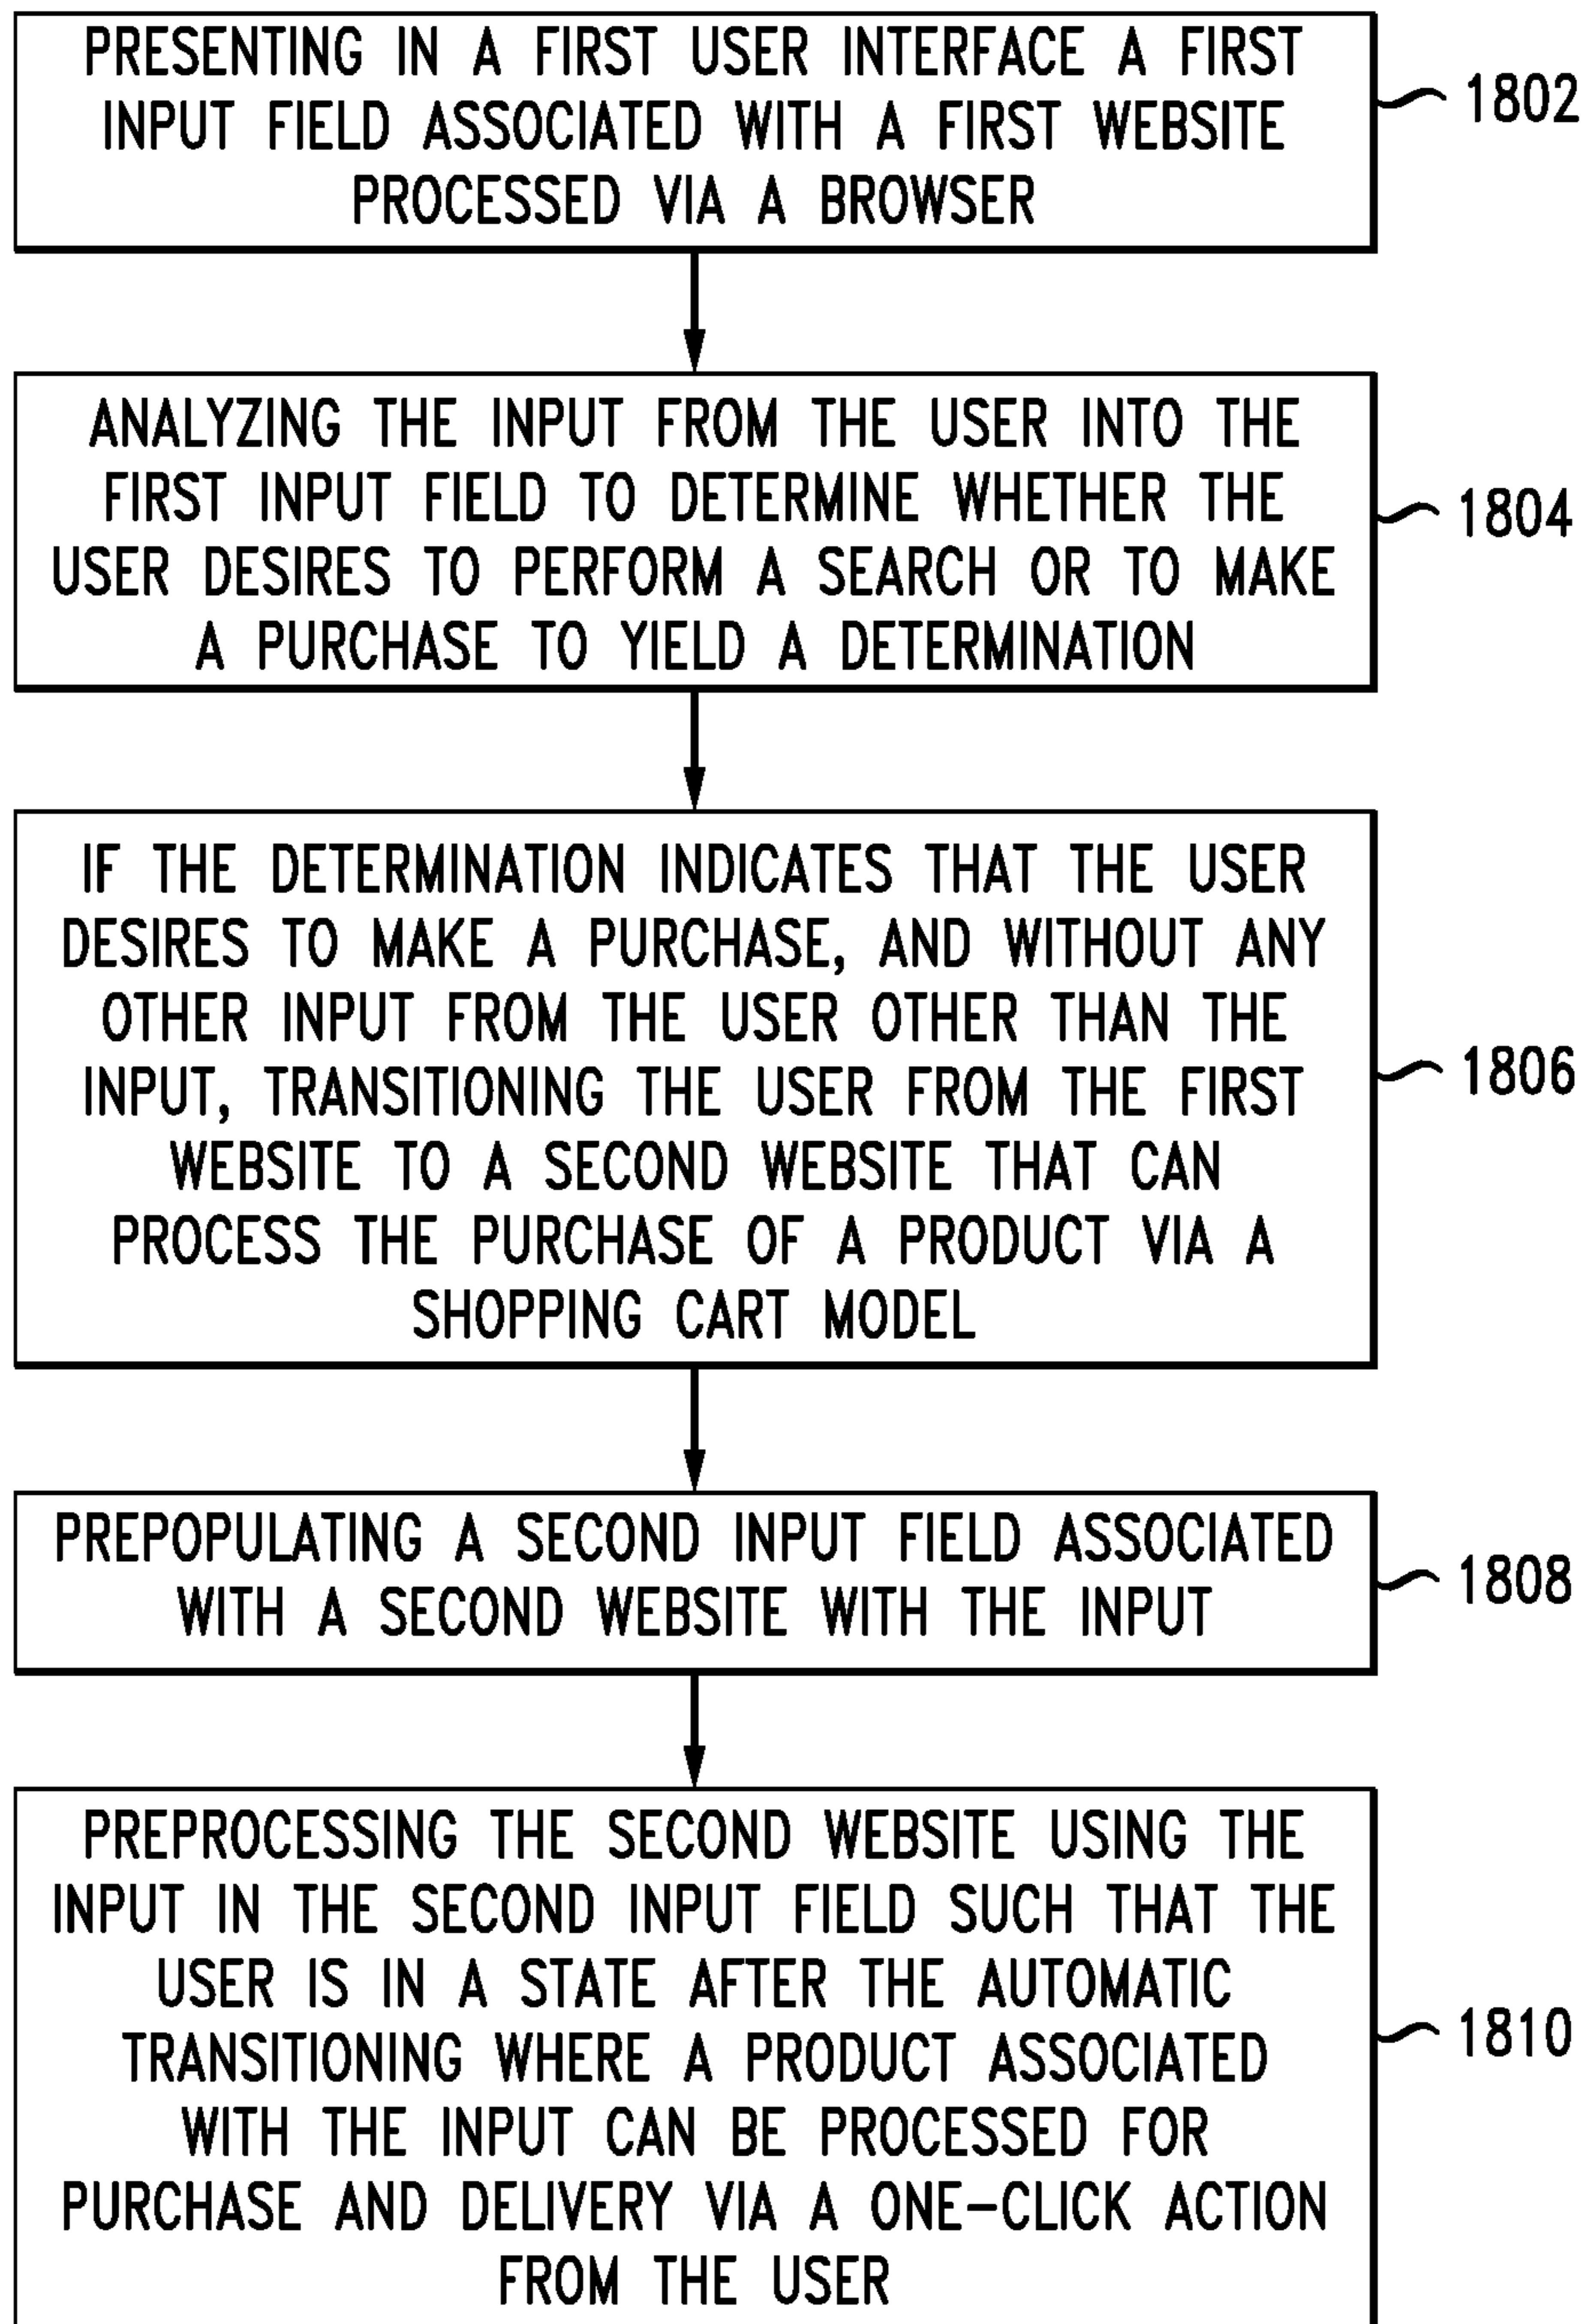 PRESENTING IN A FIRST USER INTERFACE A FIRST
INPUT FIELD ASSOCIATED WITH A FIRST WEBSITE
PROCESSED VIA A BROWSER
1802
ANALYZING THE INPUT FROM THE USER INTO THE
FIRST INPUT FIELD TO DETERMINE WHETHER THE
USER DESIRES TO PERFORM A SEARCH OR TO MAKE
A PURCHASE TO YIELD A DETERMINATION
1804
IF THE DETERMINATION INDICATES THAT THE USER
DESIRES TO MAKE A PURCHASE, AND WITHOUT ANY
OTHER INPUT FROM THE USER OTHER THAN THE
INPUT, TRANSITIONING THE USER FROM THE FIRST
WEBSITE TO A SECOND WEBSITE THAT CAN
PROCESS THE PURCHASE OF A PRODUCT VIA A
SHOPPING CART MODEL
1806
PREPOPULATING A SECOND INPUT FIELD ASSOCIATED
WITH A SECOND WEBSITE WITH THE INPUT
1808
PREPROCESSING THE SECOND WEBSITE USING THE
INPUT IN THE SECOND INPUT FIELD SUCH THAT THE
USER IS IN A STATE AFTER THE AUTOMATIC
TRANSITIONING WHERE A PRODUCT ASSOCIATED
WITH THE INPUT CAN BE PROCESSED FOR
PURCHASE AND DELIVERY VIA A ONE-CLICK ACTION
FROM THE USER
1810